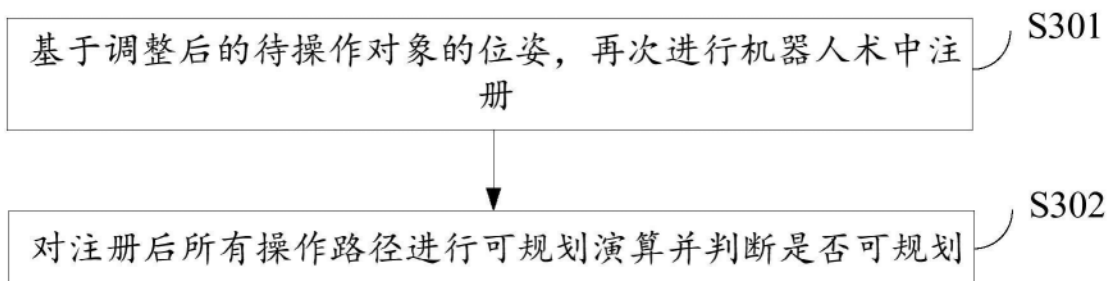 基于调整后的待操作对象的位姿，再次进行机器人术中注
册
S301
对注册后所有操作路径进行可规划演算并判断是否可规划
S302